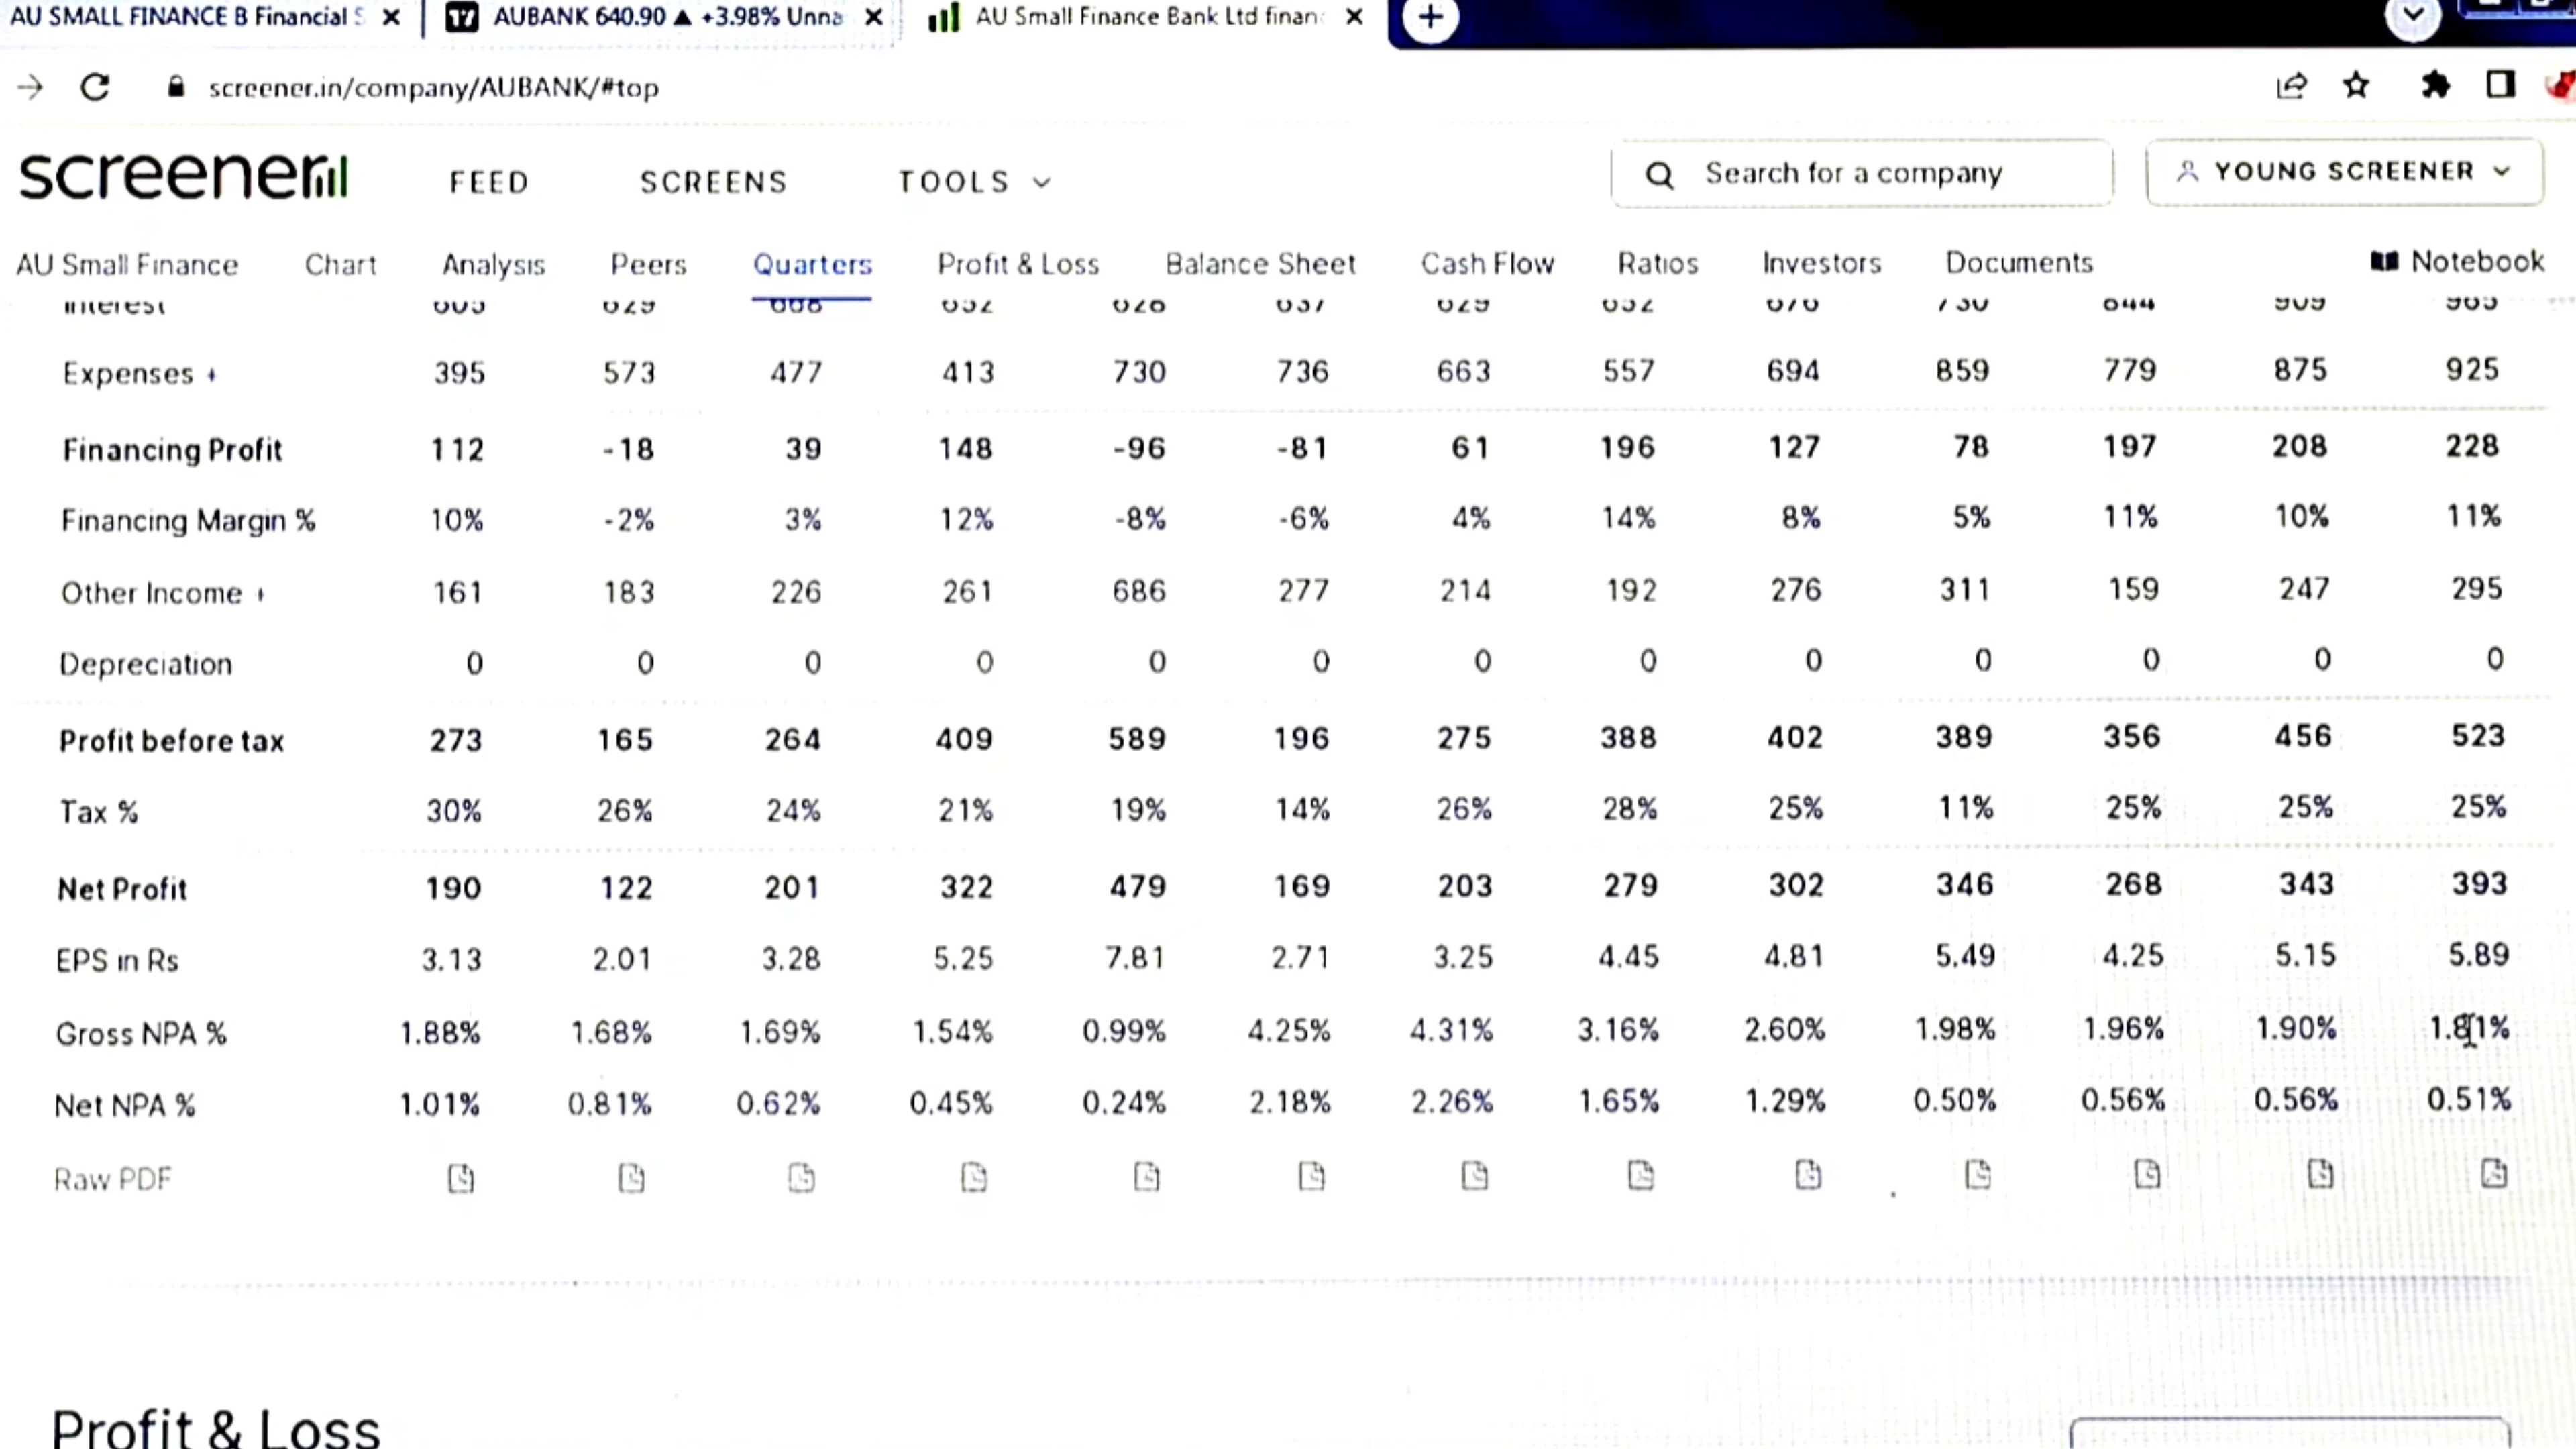 AU SMALL FINANCE B Financial S
AUBANK 640.90 ▲ +3.98% Unna
AU Small Finance Bank Ltd finan
screener.in/company/AUBANK/#top
screener FEED SCREENS TOOLS Search for a company YOUNG SCREENER
AU Small Finance Chart Analysis Peers Quarters Profit & Loss Balance Sheet Cash Flow Ratios Investors Documents Notebook
Interest
Expenses + 395 573 477 413 730 736 663 557 694 859 779 875 925
Financing Profit 112 -18 39 148 -96 -81 61 196 127 78 197 208 228
Financing Margin % 10% -2% 3% 12% -8% -6% 4% 14% 8% 5% 11% 10% 11%
Other Income + 161 183 226 261 686 277 214 192 276 311 159 247 295
Depreciation 0 0 0 0 0 0 0 0 0 0 0 0 0
Profit before tax 273 165 264 409 589 196 275 388 402 389 356 456 523
Tax % 30% 26% 24% 21% 19% 14% 26% 28% 25% 11% 25% 25% 25%
Net Profit 190 122 201 322 479 169 203 279 302 346 268 343 393
EPS in Rs 3.13 2.01 3.28 5.25 7.81 2.71 3.25 4.45 4.81 5.49 4.25 5.15 5.89
Gross NPA % 1.88% 1.68% 1.69% 1.54% 0.99% 4.25% 4.31% 3.16% 2.60% 1.98% 1.96% 1.90% 1.81%
Net NPA % 1.01% 0.81% 0.62% 0.45% 0.24% 2.18% 2.26% 1.65% 1.29% 0.50% 0.56% 0.56% 0.51%
Raw PDF
Profit & Loss